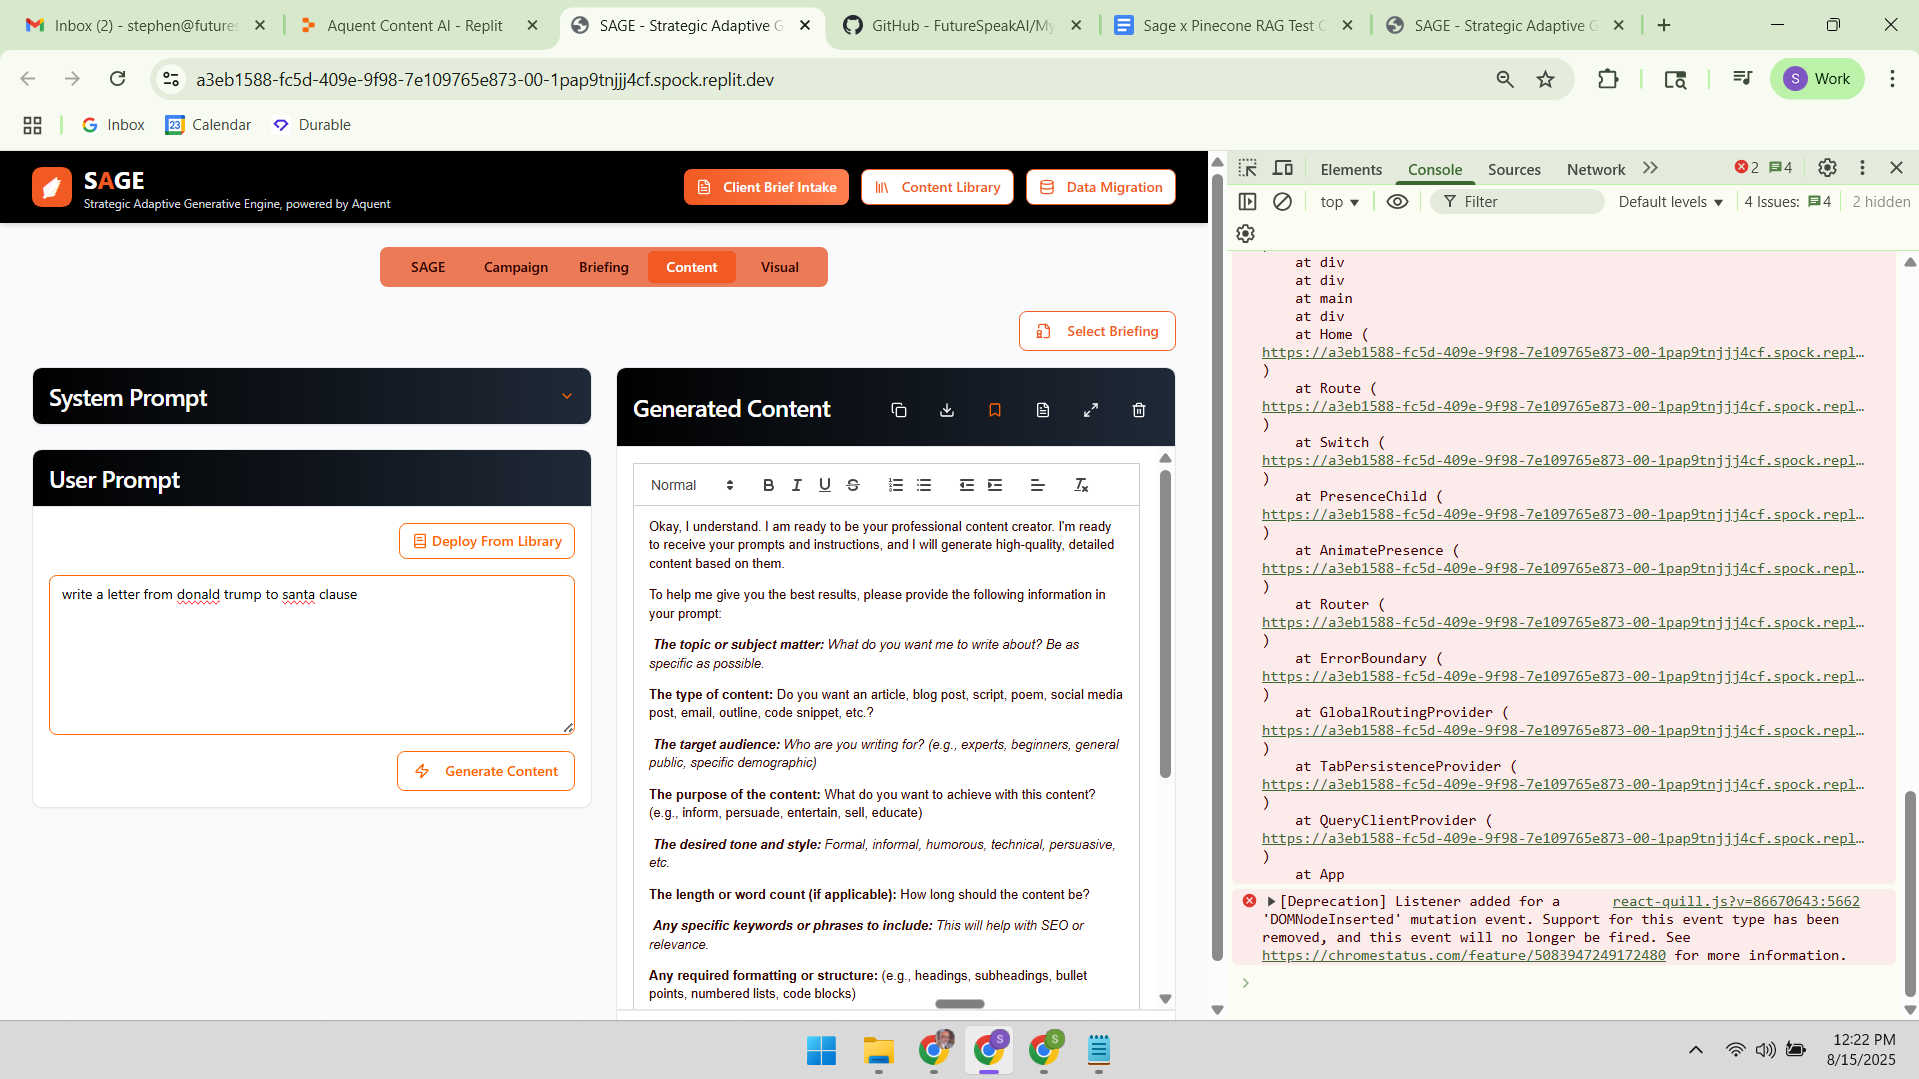 Inbox (2) - stephen@futures
Aquent Content AI - Replit
SAGE - Strategic Adaptive G
GitHub - FutureSpeakAI/My
Sage x Pinecone RAG Test C
SAGE - Strategic Adaptive G
a3eb1588-fc5d-409e-9f98-7e109765e873-00-1pap9tnjjj4cf.spock.replit.dev
S Work
Inbox
23 Calendar
Durable
SAGE
Strategic Adaptive Generative Engine, powered by Aquent
Client Brief Intake
Content Library
Data Migration
SAGE
Campaign
Briefing
Content
Visual
Select Briefing
System Prompt
User Prompt
Deploy From Library
write a letter from donald trump to santa clause
Generate Content
Generated Content
Normal
Okay, I understand. I am ready to be your professional content creator. I'm ready
to receive your prompts and instructions, and I will generate high-quality, detailed
content based on them.
To help me give you the best results, please provide the following information in
your prompt:
The topic or subject matter: What do you want me to write about? Be as
specific as possible.
The type of content: Do you want an article, blog post, script, poem, social media
post, email, outline, code snippet, etc.?
The target audience: Who are you writing for? (e.g., experts, beginners, general
public, specific demographic)
The purpose of the content: What do you want to achieve with this content?
(e.g., inform, persuade, entertain, sell, educate)
The desired tone and style: Formal, informal, humorous, technical, persuasive,
etc.
The length or word count (if applicable): How long should the content be?
Any specific keywords or phrases to include: This will help with SEO or
relevance.
Any required formatting or structure: (e.g., headings, subheadings, bullet
points, numbered lists, code blocks)
Elements
Console
Sources
Network
2
4
top
Filter
Default levels
4 Issues: 4
2 hidden
at div
at div
at main
at div
at Home (
https://a3eb1588-fc5d-409e-9f98-7e109765e873-00-1pap9tnjjj4cf.spock.repl…
)
at Route (
https://a3eb1588-fc5d-409e-9f98-7e109765e873-00-1pap9tnjjj4cf.spock.repl…
)
at Switch (
https://a3eb1588-fc5d-409e-9f98-7e109765e873-00-1pap9tnjjj4cf.spock.repl…
)
at PresenceChild (
https://a3eb1588-fc5d-409e-9f98-7e109765e873-00-1pap9tnjjj4cf.spock.repl…
)
at AnimatePresence (
https://a3eb1588-fc5d-409e-9f98-7e109765e873-00-1pap9tnjjj4cf.spock.repl…
)
at Router (
https://a3eb1588-fc5d-409e-9f98-7e109765e873-00-1pap9tnjjj4cf.spock.repl…
)
at ErrorBoundary (
https://a3eb1588-fc5d-409e-9f98-7e109765e873-00-1pap9tnjjj4cf.spock.repl…
)
at GlobalRoutingProvider (
https://a3eb1588-fc5d-409e-9f98-7e109765e873-00-1pap9tnjjj4cf.spock.repl…
)
at TabPersistenceProvider (
https://a3eb1588-fc5d-409e-9f98-7e109765e873-00-1pap9tnjjj4cf.spock.repl…
)
at QueryClientProvider (
https://a3eb1588-fc5d-409e-9f98-7e109765e873-00-1pap9tnjjj4cf.spock.repl…
)
at App
[Deprecation] Listener added for a react-quill.js?v=86670643:5662
'DOMNodeInserted' mutation event. Support for this event type has been
removed, and this event will no longer be fired. See
https://chromestatus.com/feature/5083947249172480 for more information.
12:22 PM
8/15/2025